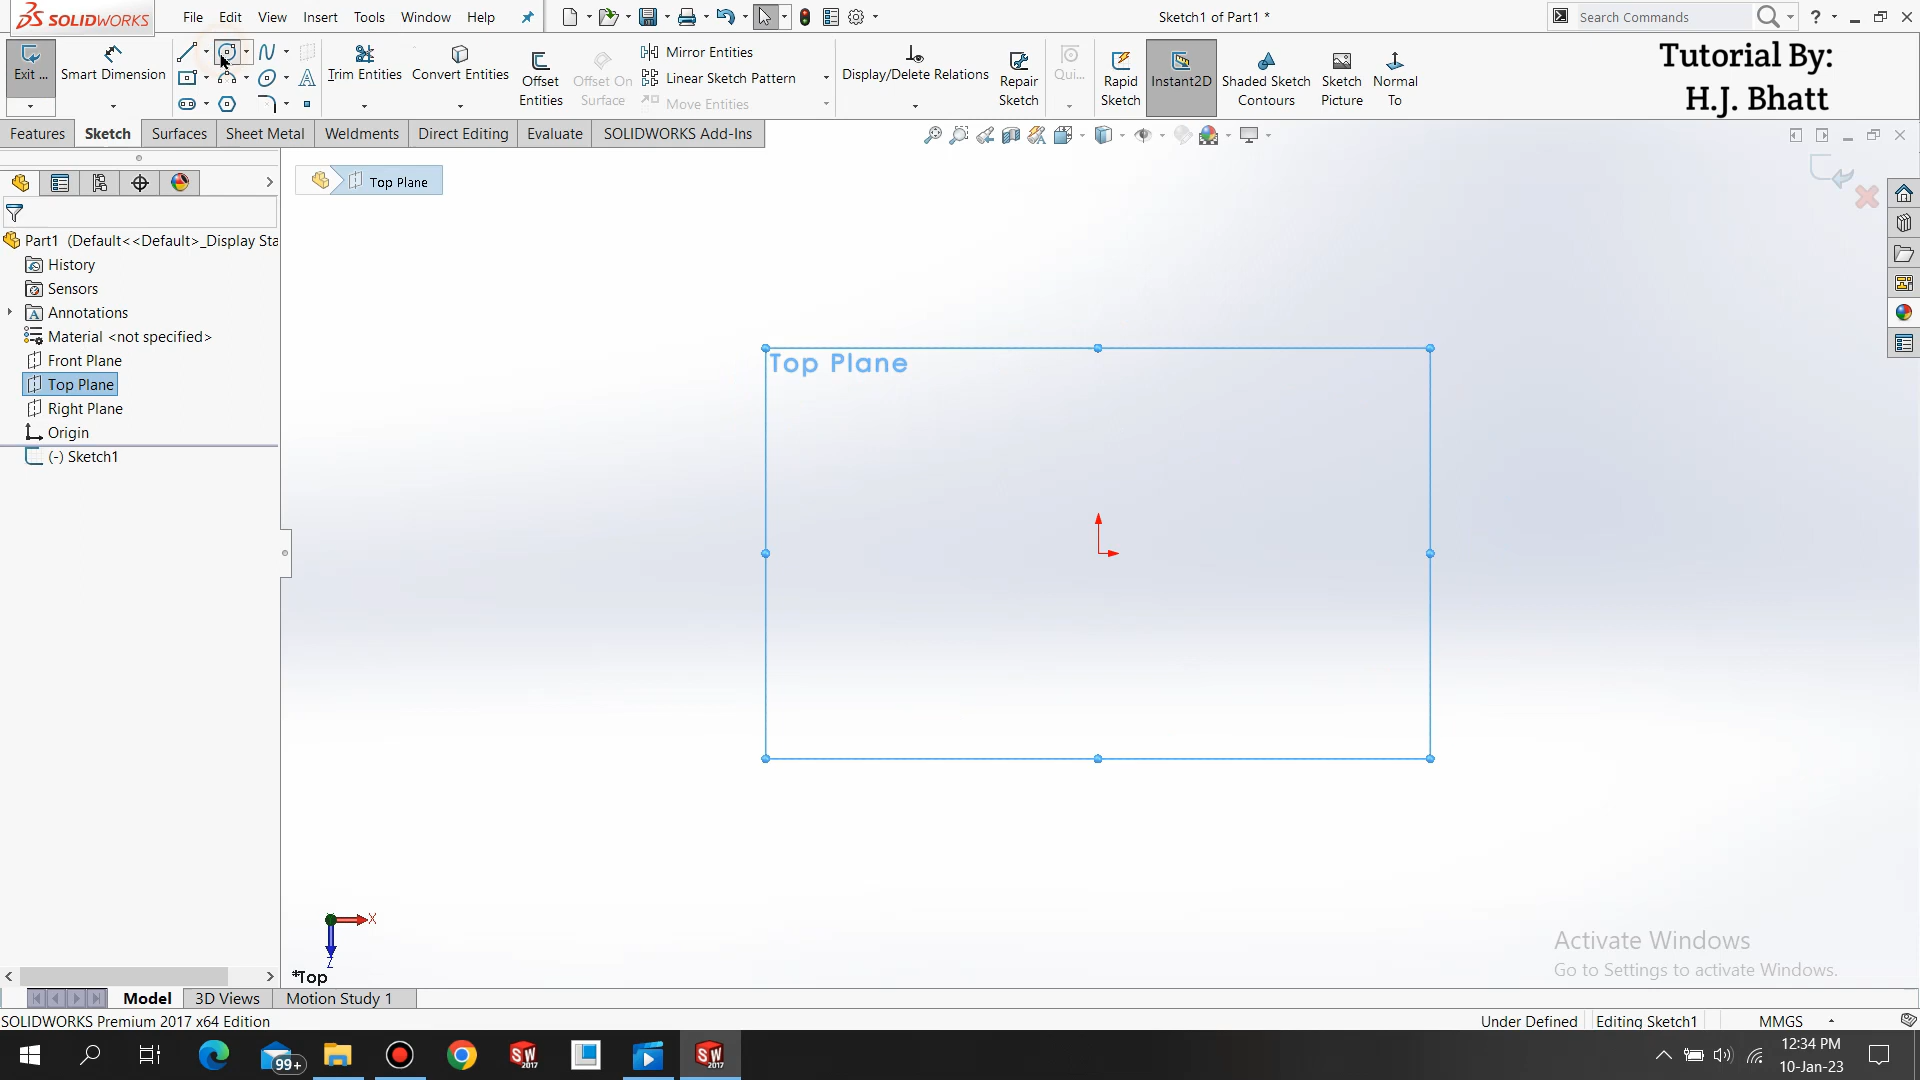 SOLIDWORKS
File Edit View Insert Tools Window Help
Sketch1 of Part1 *
Search Commands
Exit ...
Smart Dimension
Trim Entities
Convert Entities
Offset Entities
Offset On Surface
Mirror Entities
Linear Sketch Pattern
Move Entities
Display/Delete Relations
Repair Sketch
Qui...
Rapid Sketch
Instant2D
Shaded Sketch Contours
Sketch Picture
Normal To
Tutorial By:
H.J. Bhatt
Features Sketch Surfaces Sheet Metal Weldments Direct Editing Evaluate SOLIDWORKS Add-Ins
Top Plane
Part1 (Default<<Default>_Display Sta
History
Sensors
Annotations
Material <not specified>
Front Plane
Top Plane
Right Plane
Origin
(-) Sketch1
Top Plane
X
Z
*Top
Activate Windows
Go to Settings to activate Windows.
Model 3D Views Motion Study 1
SOLIDWORKS Premium 2017 x64 Edition
Under Defined Editing Sketch1 MMGS
99+
SW 2017
SW 2017
12:34 PM
10-Jan-23